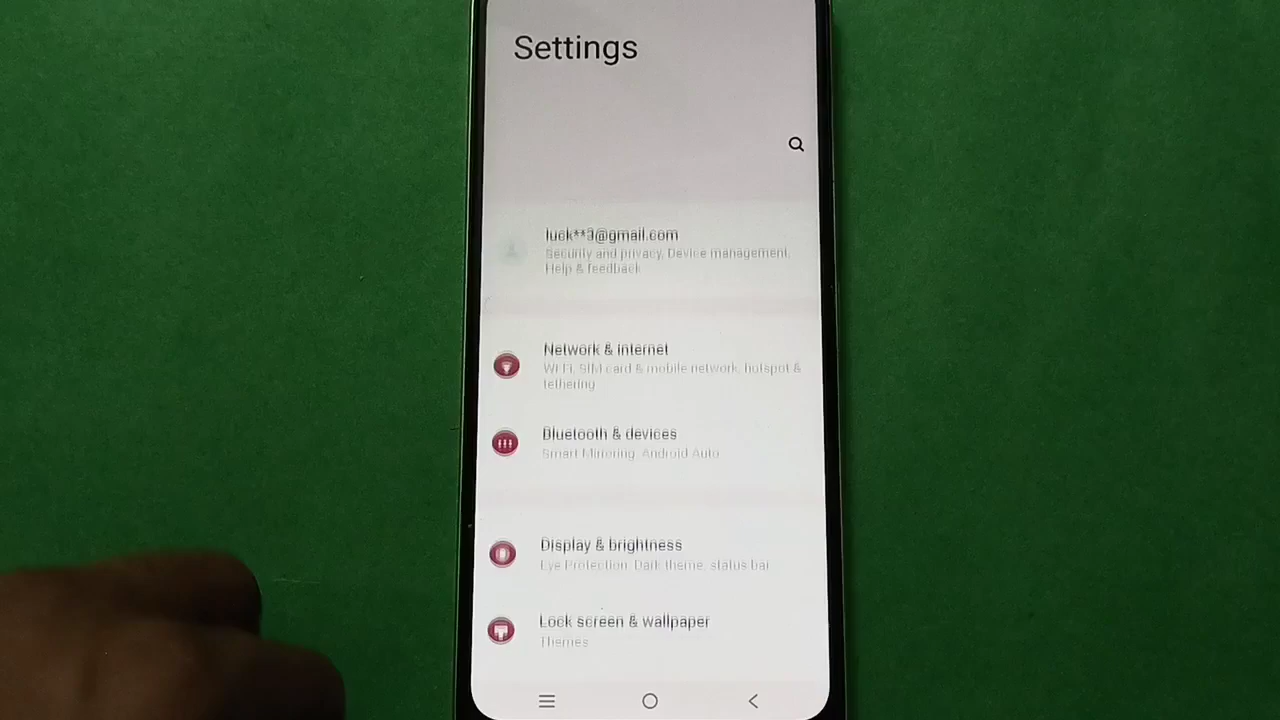 Settings
luck**3@gmail.com
Security and privacy, Device management,
Help & feedback
Network & internet
Wi-Fi, SIM card & mobile network, hotspot &
tethering
Bluetooth & devices
Smart Mirroring, Android Auto
Display & brightness
Eye Protection, Dark theme, status bar
Lock screen & wallpaper
Themes